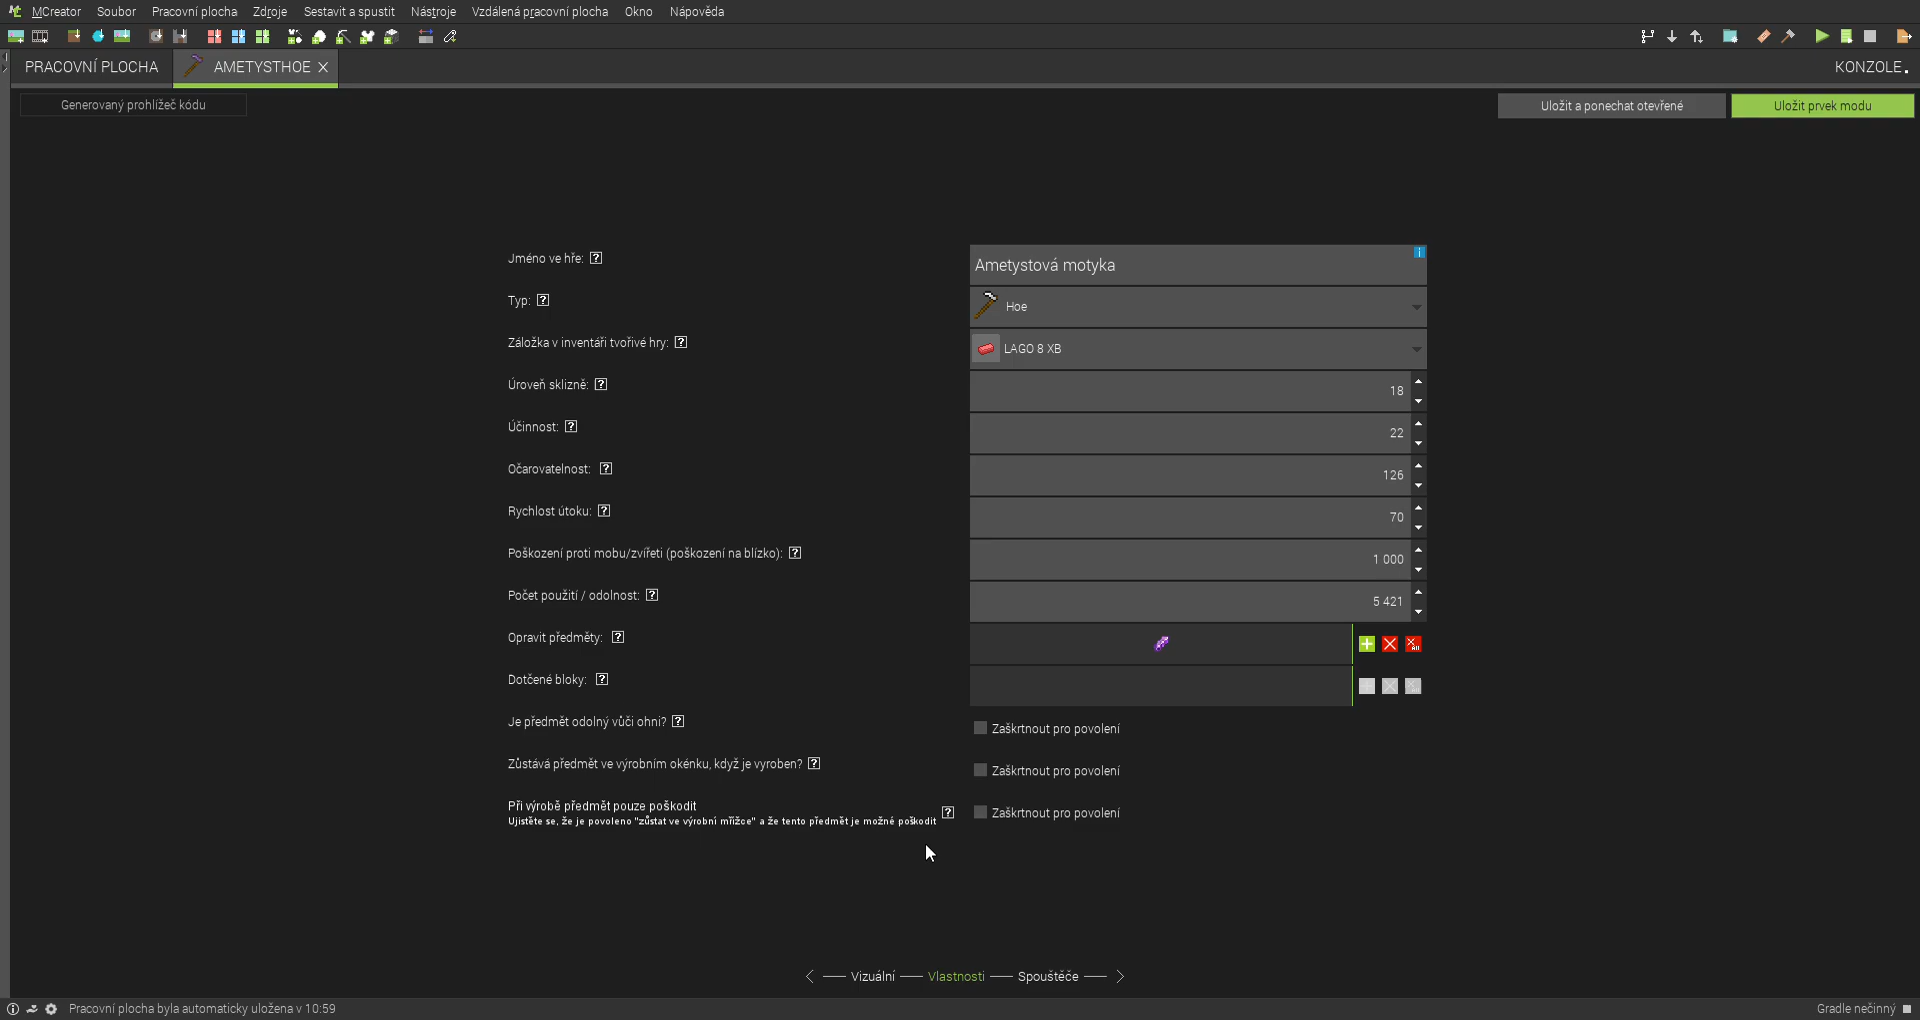 MCreator Soubor Pracovní plocha Zdroje Sestavit a spustit Nástroje Vzdálená pracovní plocha Okno Nápověda
PRACOVNÍ PLOCHA AMETYSTHOE KONZOLE
Generovaný prohlížeč kódu Uložit a ponechat otevřené Uložit prvek modu
Jméno ve hře: Ametystová motyka
Typ: Hoe
Záložka v inventáři tvořivé hry: LAGO 8 XB
Úroveň sklizně: 18
Účinnost: 22
Očarovatelnost: 126
Rychlost útoku: 70
Poškození proti mobu/zvířeti (poškození na blízko): 1 000
Počet použití / odolnost: 5 421
Opravit předměty:
Dotčené bloky:
Je předmět odolný vůči ohni? Zaškrtnout pro povolení
Zůstává předmět ve výrobním okénku, když je vyroben? Zaškrtnout pro povolení
Při výrobě předmět pouze poškodit
Ujistěte se, že je povoleno "zůstat ve výrobní mřížce" a že tento předmět je možné poškodit Zaškrtnout pro povolení
Vizuální Vlastnosti Spouštěče
Pracovní plocha byla automaticky uložena v 10:59 Gradle nečinný